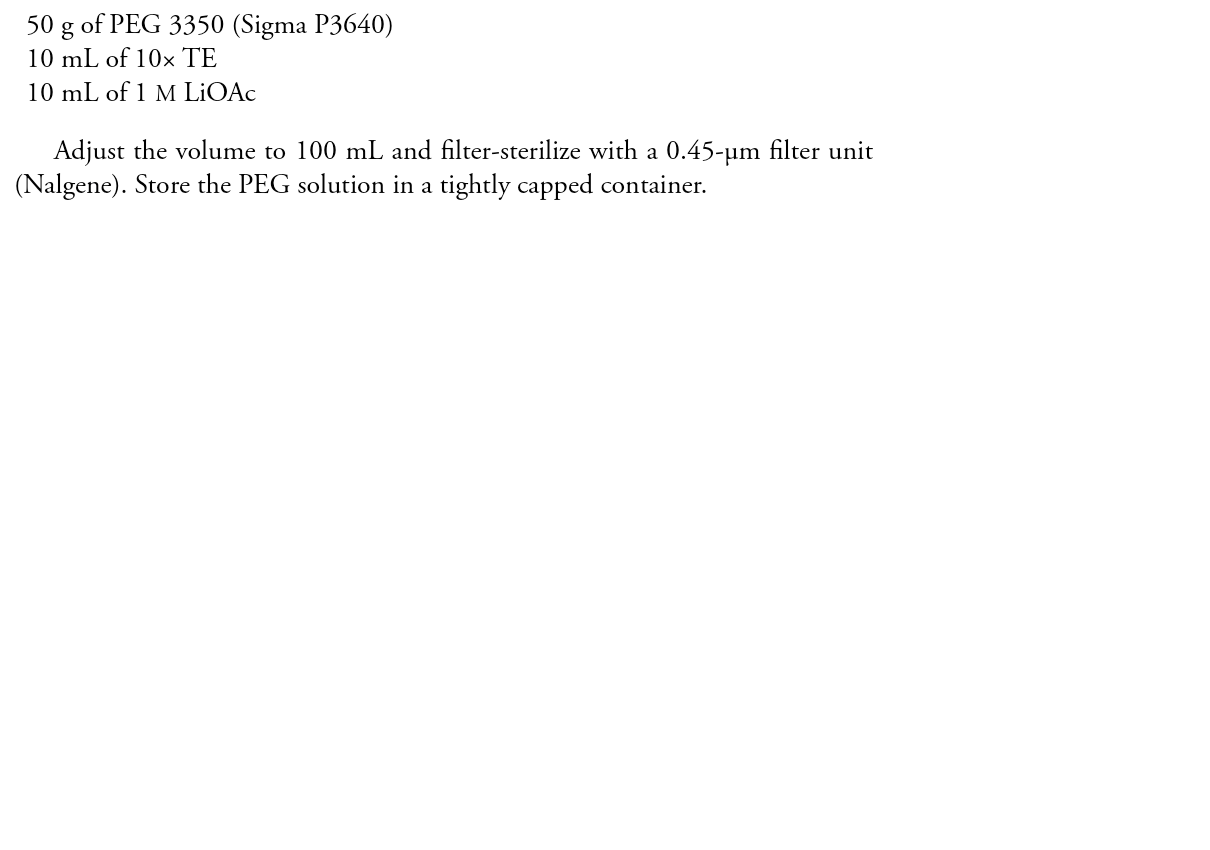 50 g of PEG 3350 (Sigma P3640)
10 mL of 10× TE
10 mL of 1 M LiOAc
Adjust the volume to 100 mL and filter-sterilize with a 0.45-µm filter unit
(Nalgene). Store the PEG solution in a tightly capped container.